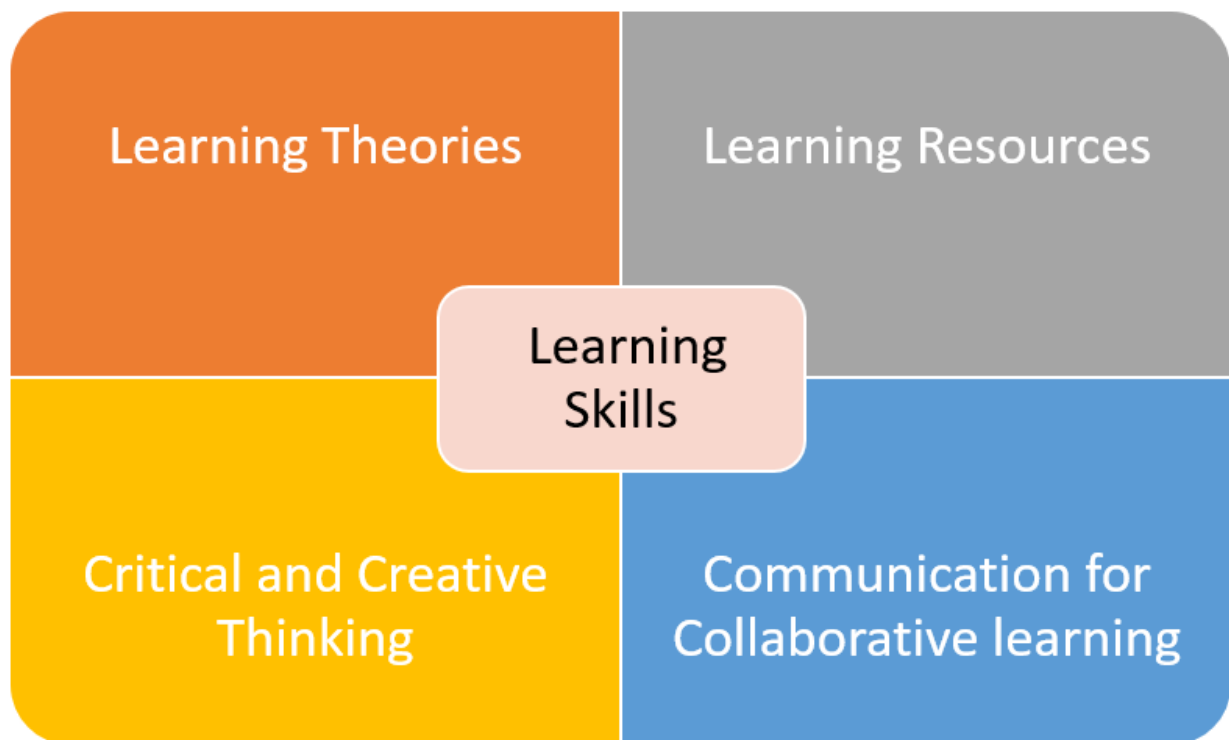 Learning Theories
Learning Resources
Learning
Skills
Critical and Creative
Thinking
Communication for
Collaborative learning